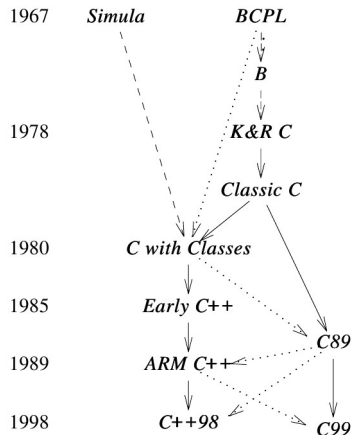 1967 Simula BCPL
B
1978 K&R C
Classic C
1980 C with Classes
1985 Early C++
C89
1989 ARM C++
1998 C++98 C99